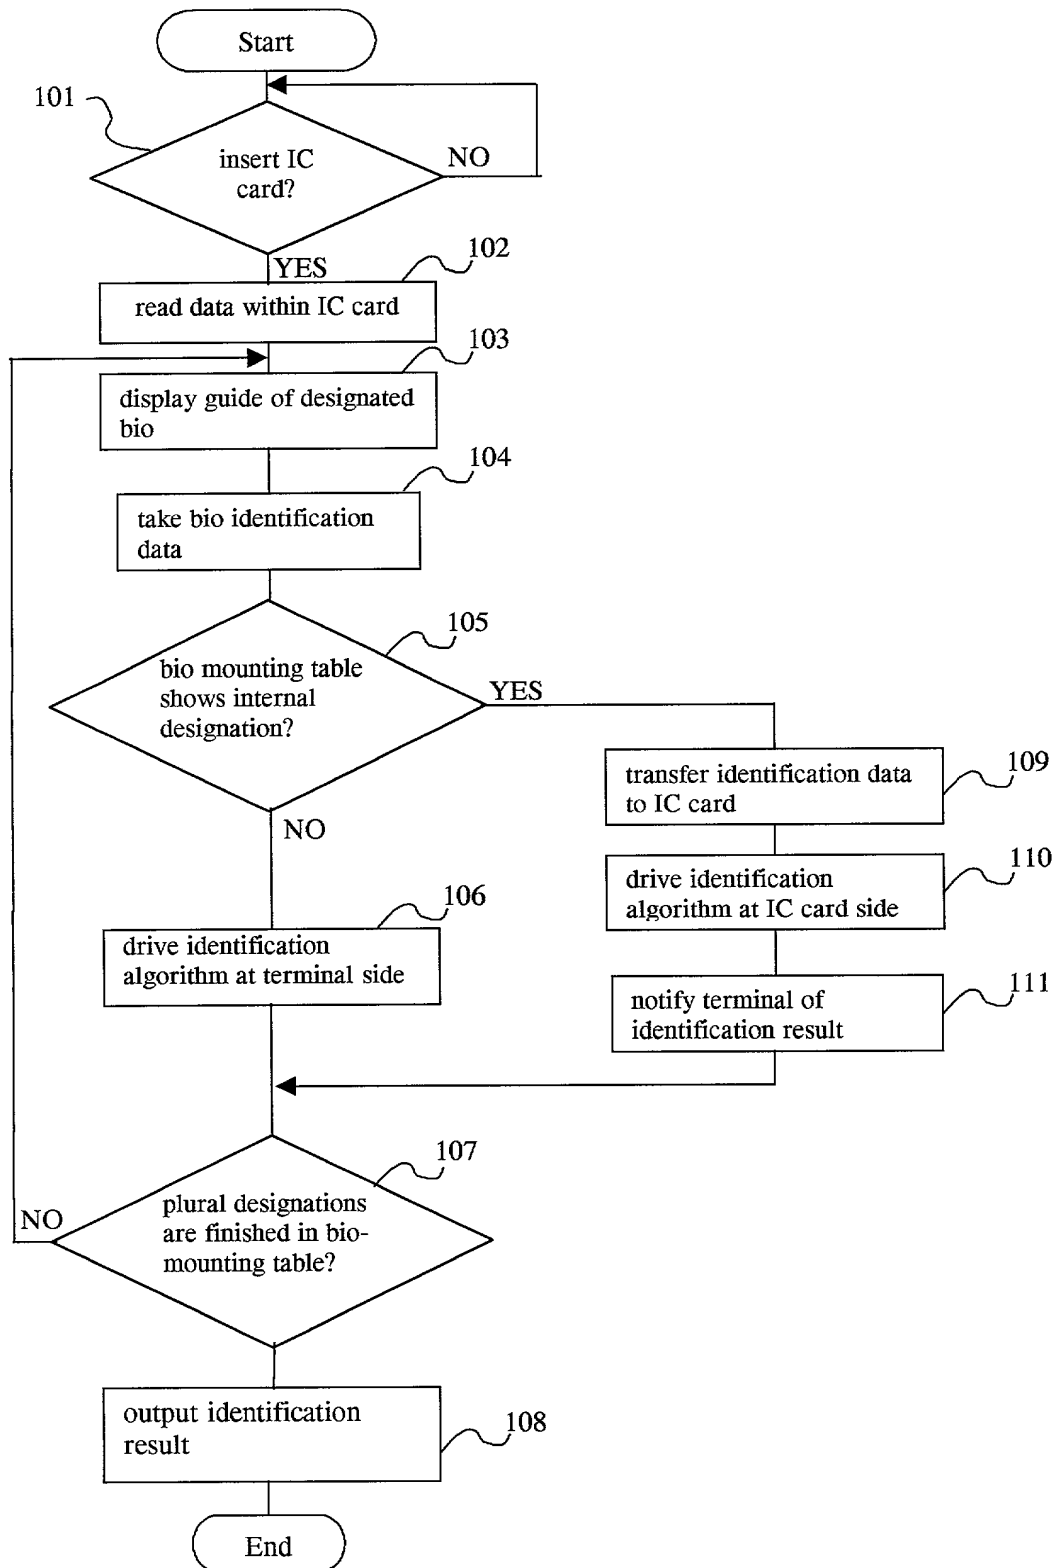 Start
101
insert IC
card?
NO
YES
102
read data within IC card
103
display guide of designated
bio
104
take bio identification
data
105
bio mounting table
shows internal
designation?
YES
NO
109
transfer identification data
to IC card
110
drive identification
algorithm at IC card side
106
drive identification
algorithm at terminal side
111
notify terminal of
identification result
107
plural designations
are finished in bio-
mounting table?
NO
output identification
result
108
End